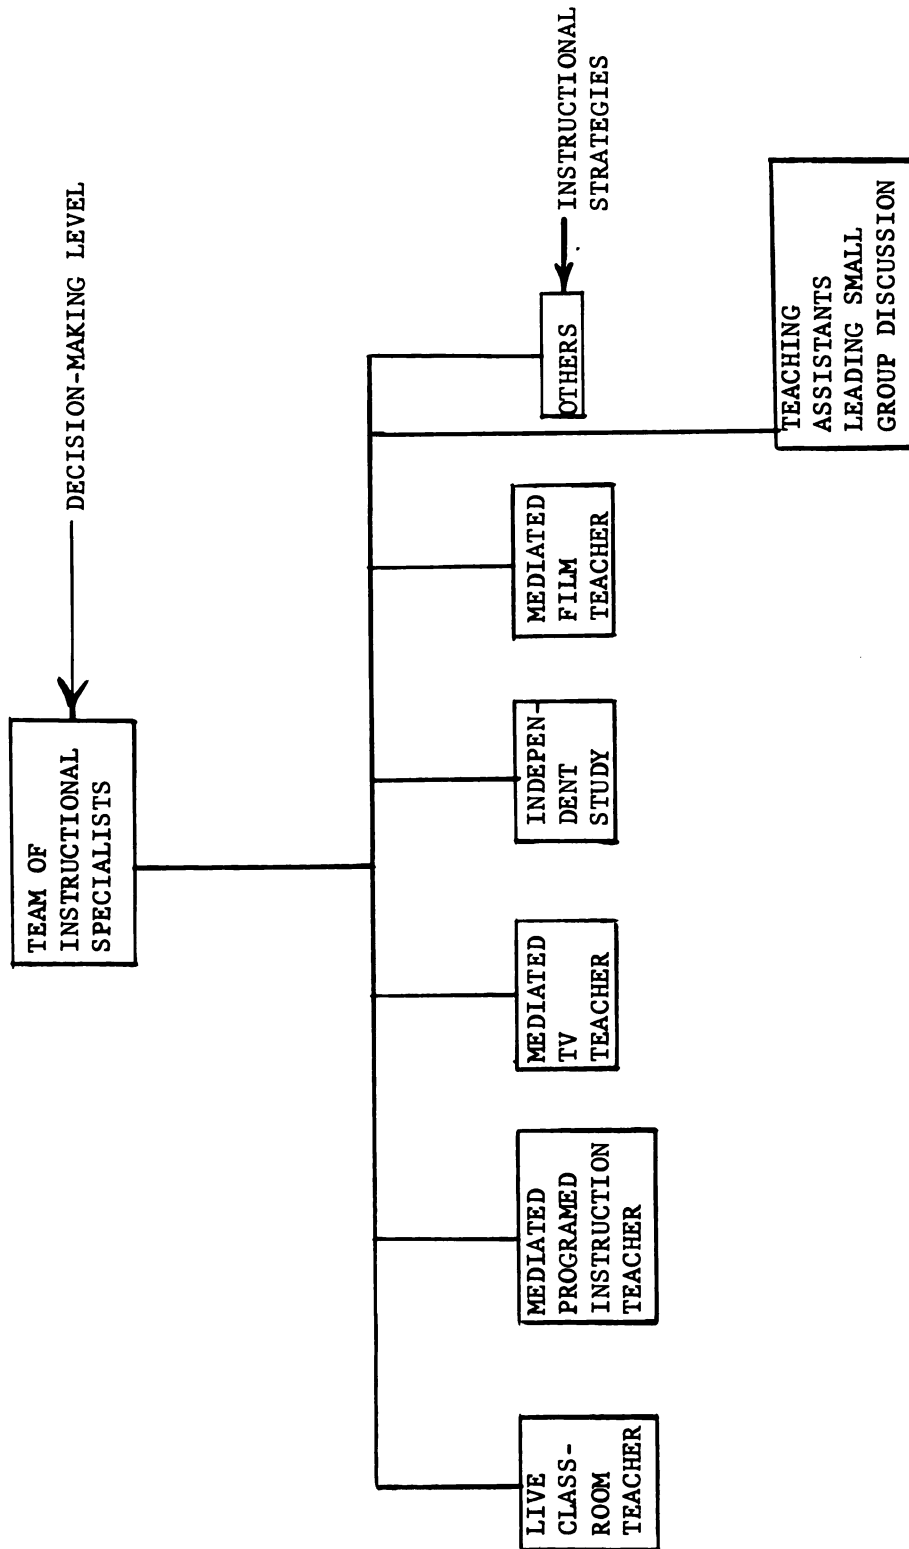 TEAM OF
INSTRUCTIONAL
SPECIALISTS
DECISION-MAKING LEVEL
LIVE
CLASS-
ROOM
TEACHER
MEDIATED
PROGRAMED
INSTRUCTION
TEACHER
MEDIATED
TV
TEACHER
INDEPEN-
DENT
STUDY
MEDIATED
FILM
TEACHER
OTHERS
INSTRUCTIONAL
STRATEGIES
TEACHING
ASSISTANTS
LEADING SMALL
GROUP DISCUSSION